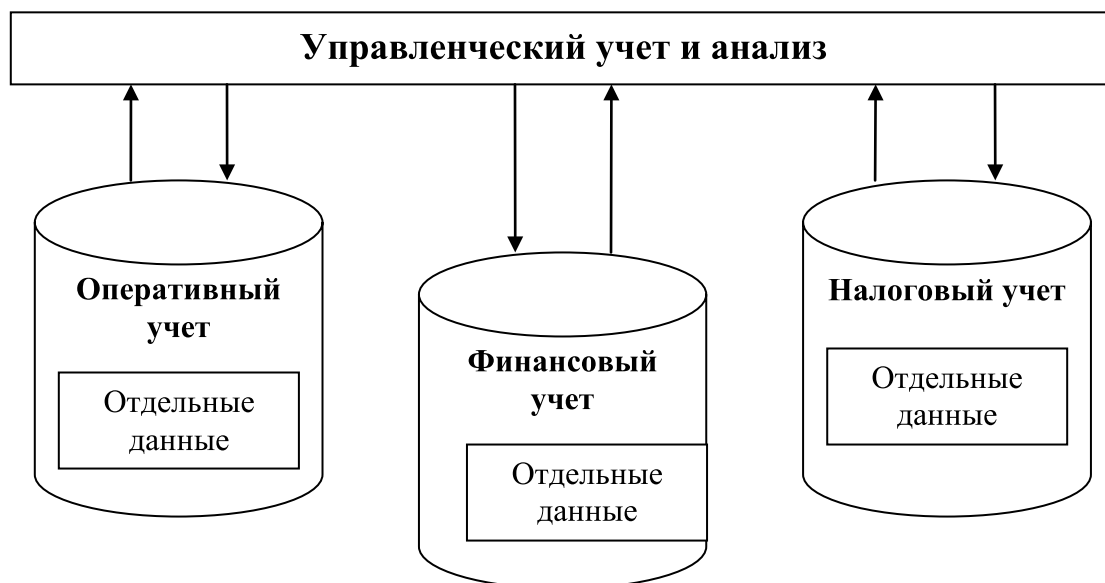 Управленческий учет и анализ
Оперативный
учет
Отдельные
данные
Финансовый
учет
Отдельные
данные
Налоговый учет
Отдельные
данные